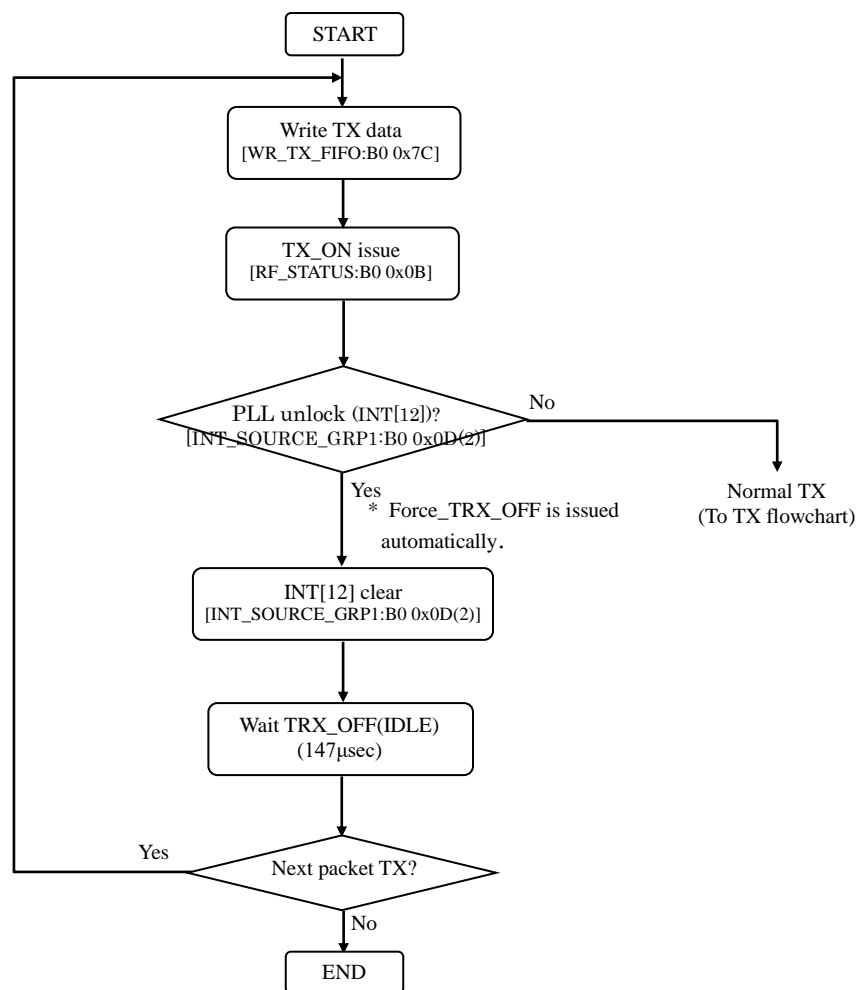 START
Write TX data
[WR_TX_FIFO:B0 0x7C]
TX_ON issue
[RF_STATUS:B0 0x0B]
PLL unlock (INT[12])?
[INT_SOURCE_GRP1:B0 0x0D(2)]
No
Normal TX
(To TX flowchart)
Yes
* Force_TRX_OFF is issued
automatically.
INT[12] clear
[INT_SOURCE_GRP1:B0 0x0D(2)]
Wait TRX_OFF(IDLE)
(147μsec)
Yes
Next packet TX?
No
END